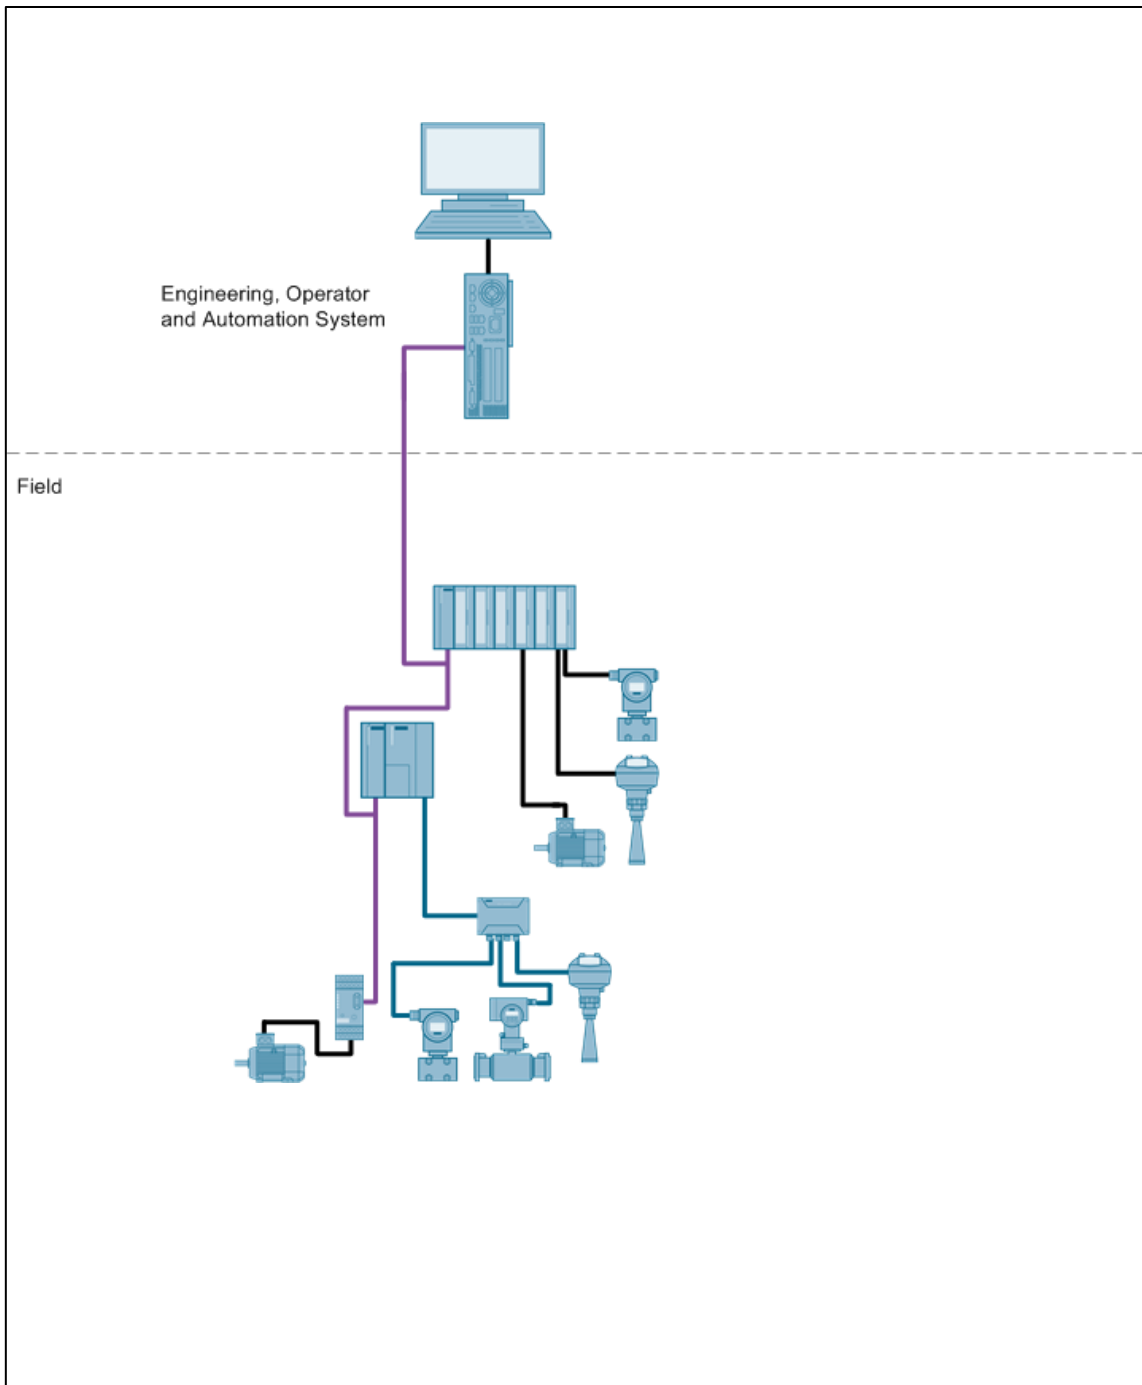 Engineering, Operator
and Automation System
Field